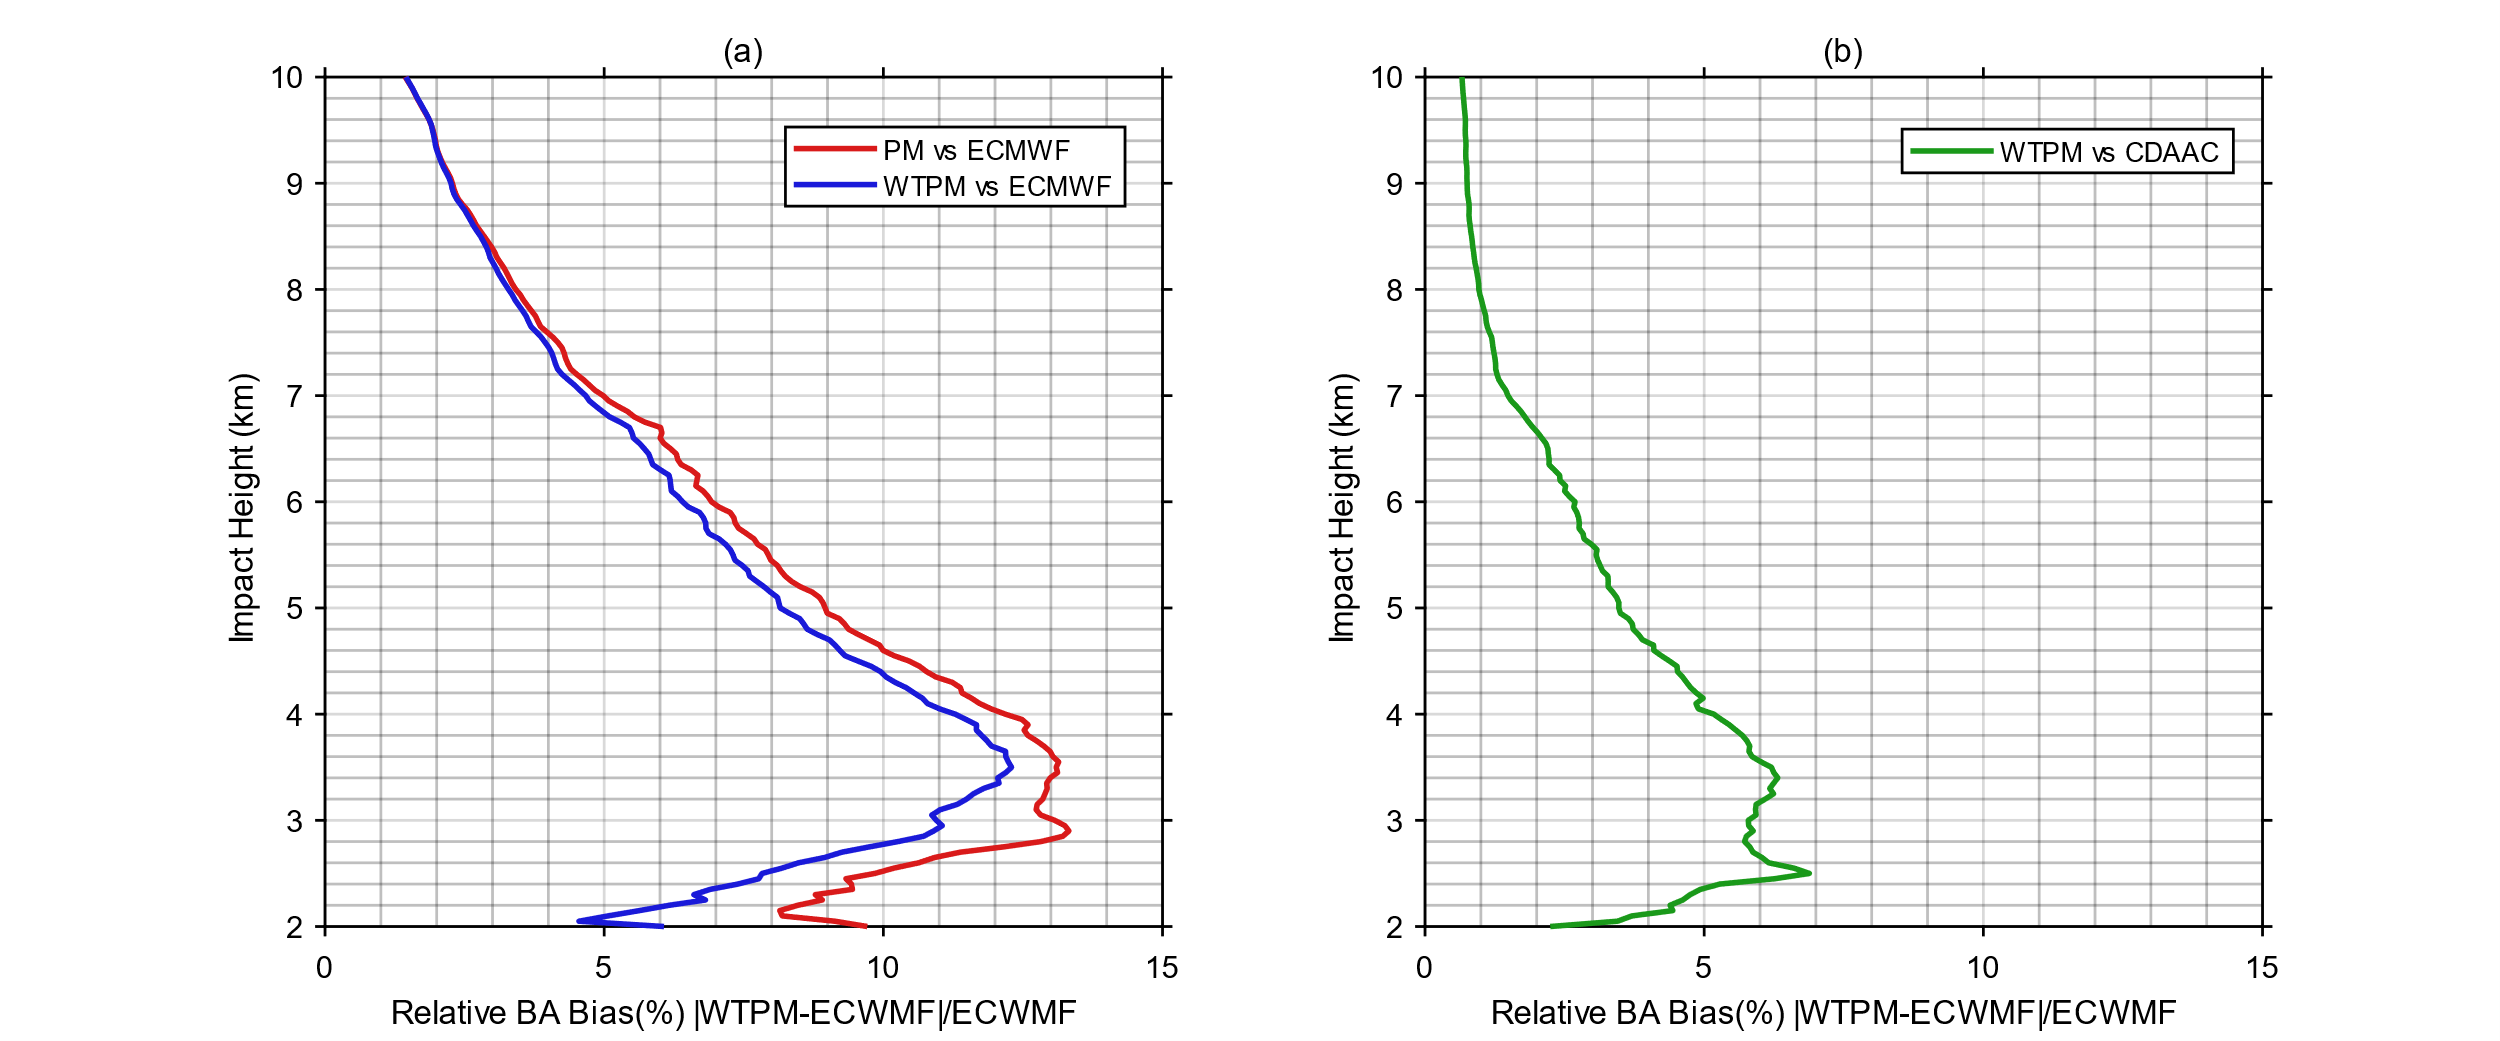 (a)
10
9
8
7
6
5
4
3
2
0 5 10 15
Impact Height (km)
Relative BA Bias(%) |WTPM-ECWMF|/ECWMF
PM vs ECMWF
WTPM vs ECMWF
(b)
10
9
8
7
6
5
4
3
2
0 5 10 15
Impact Height (km)
Relative BA Bias(%) |WTPM-ECWMF|/ECWMF
WTPM vs CDAAC